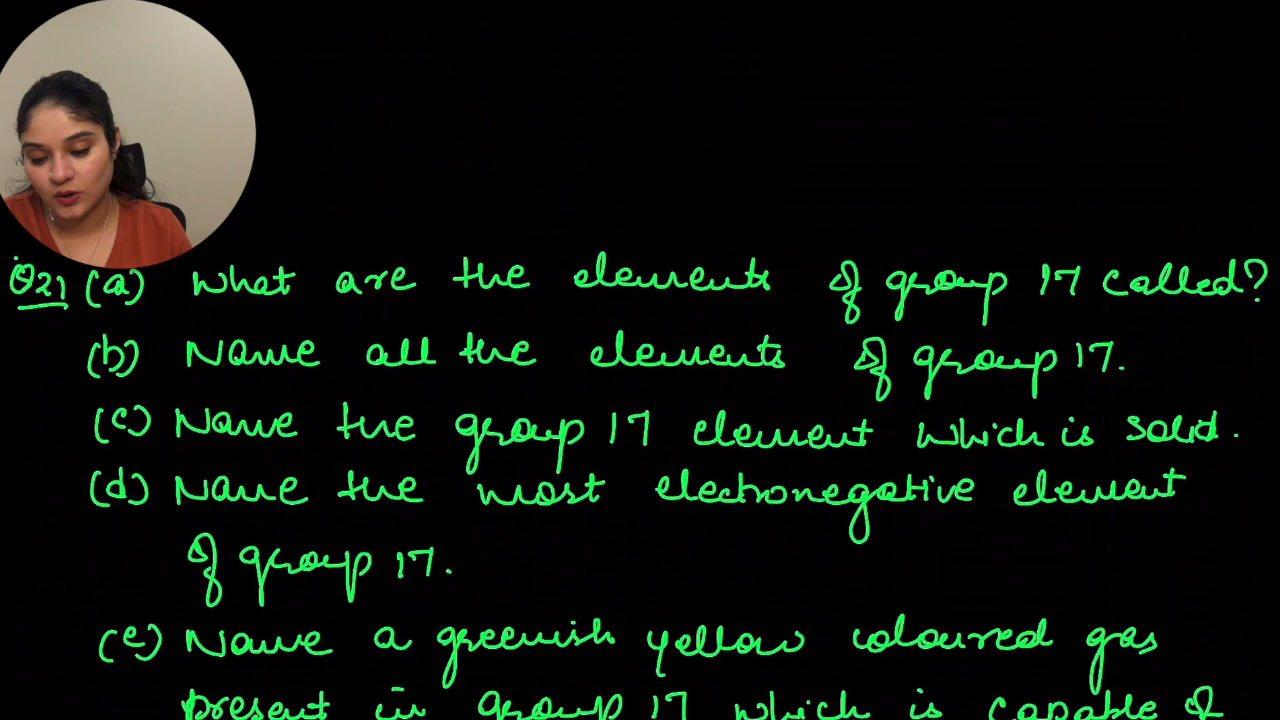 Q21 (a) What are the elements of group 17 called?
(b) Name all the elements of group 17.
(c) Name the group 17 element which is solid.
(d) Name the most electronegative element
of group 17.
(e) Name a greenish yellow coloured gas
present in group 17 which is capable of